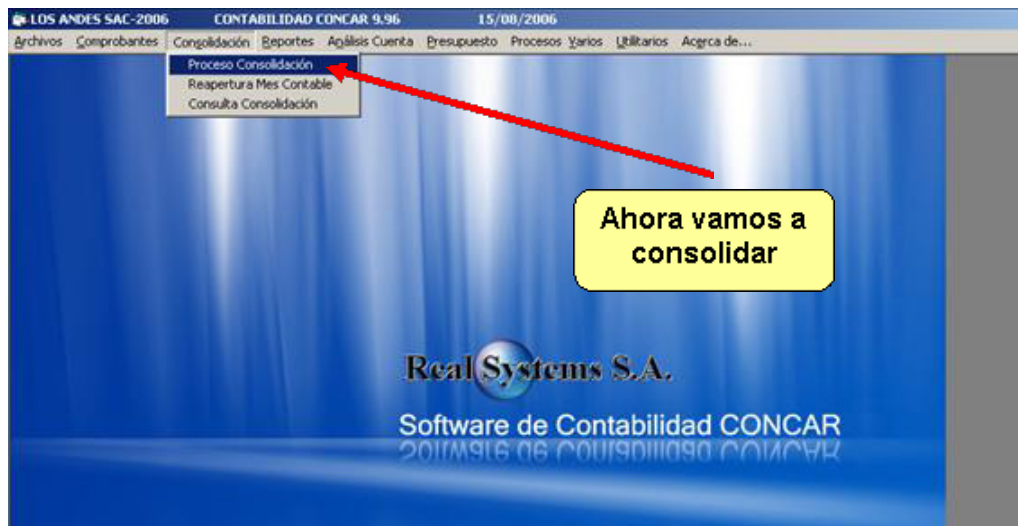 LOS ANDES SAC-2006 CONTABILIDAD CONCAR 9.96 15/08/2006
Archivos Comprobantes Consolidación Reportes Análisis Cuenta Presupuesto Procesos Varios Utilitarios Acerca de...
Proceso Consolidación
Reapertura Mes Contable
Consulta Consolidación
Ahora vamos a
consolidar
Real Systems S.A.
Software de Contabilidad CONCAR